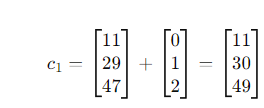 c₁ = [11 29 47] + [0 1 2] = [11 30 49]